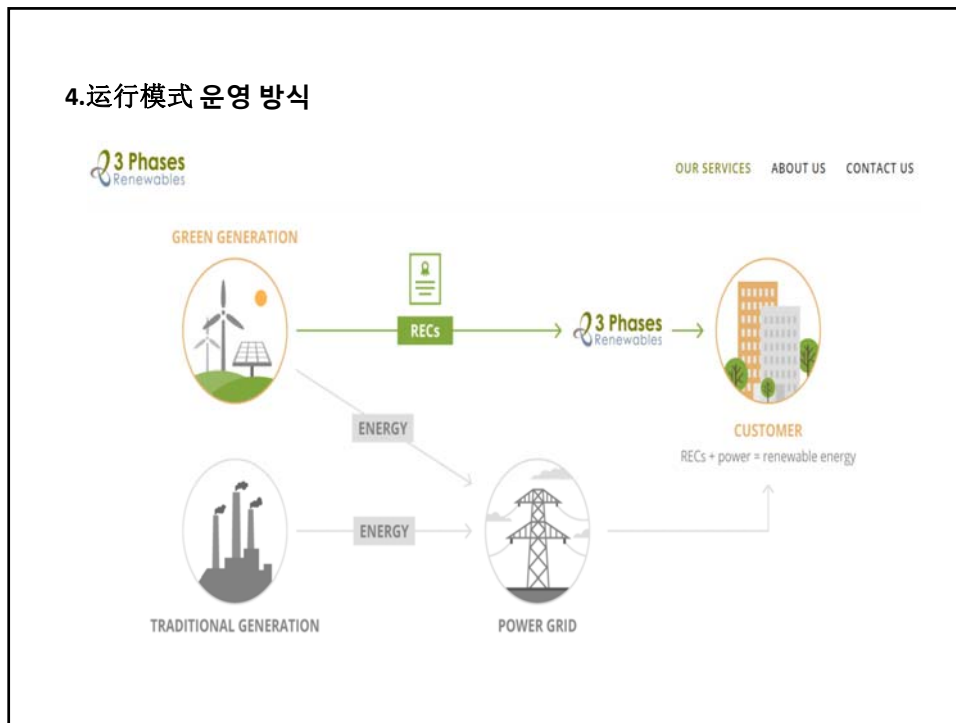 4.运行模式 운영 방식
3 Phases
Renewables
OUR SERVICES ABOUT US CONTACT US
GREEN GENERATION
RECs
3 Phases
Renewables
ENERGY
CUSTOMER
RECs + power = renewable energy
ENERGY
TRADITIONAL GENERATION
POWER GRID